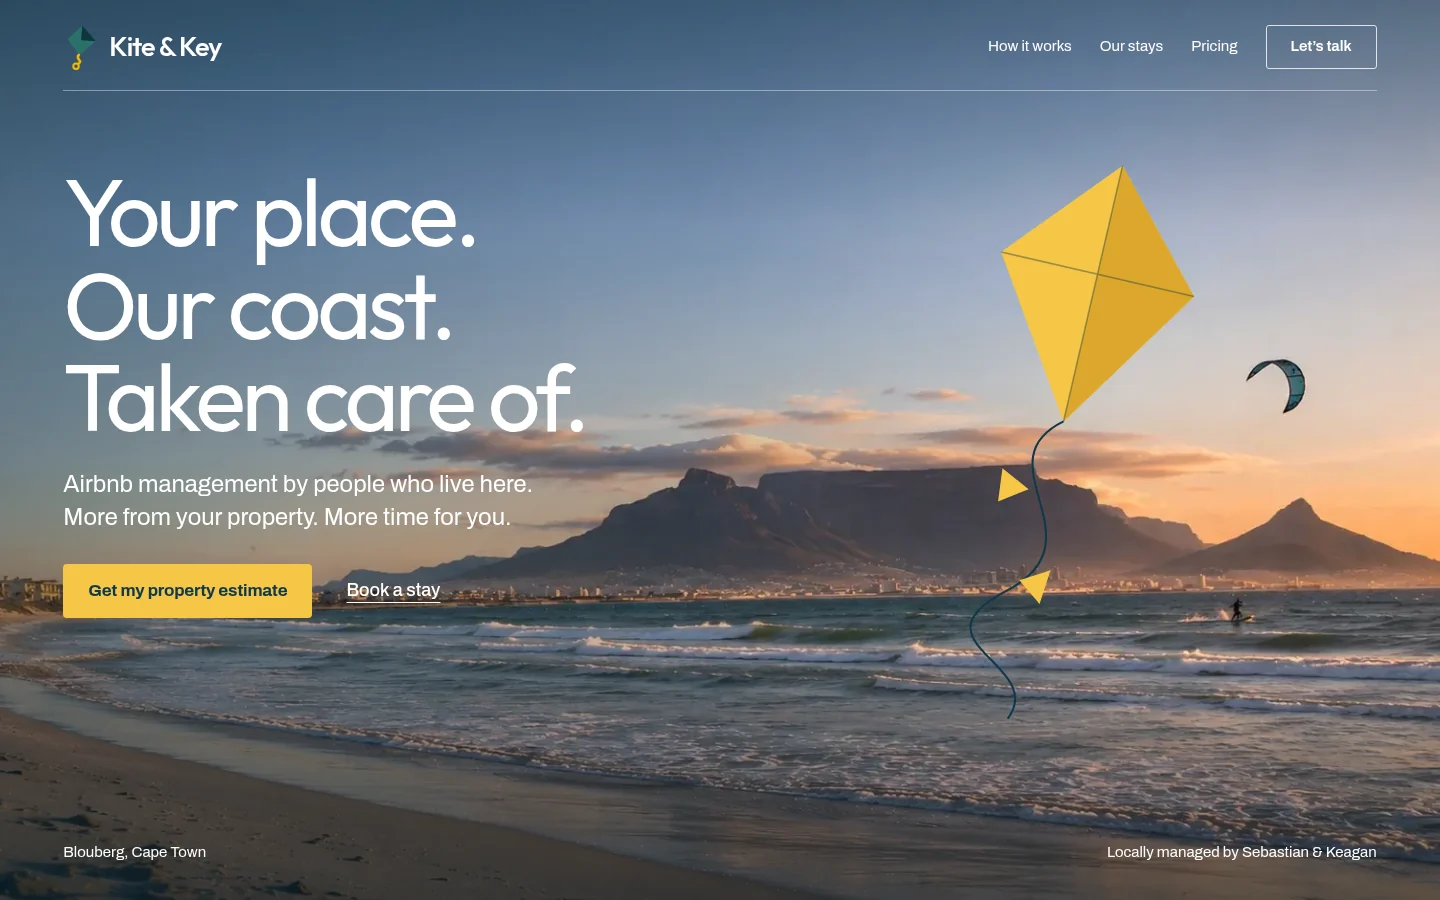 Kite & Key
How it works
Our stays
Pricing
Let's talk
Your place.
Our coast.
Taken care of.
Airbnb management by people who live here.
More from your property. More time for you.
Get my property estimate
Book a stay
Blouberg, Cape Town
Locally managed by Sebastian & Keagan